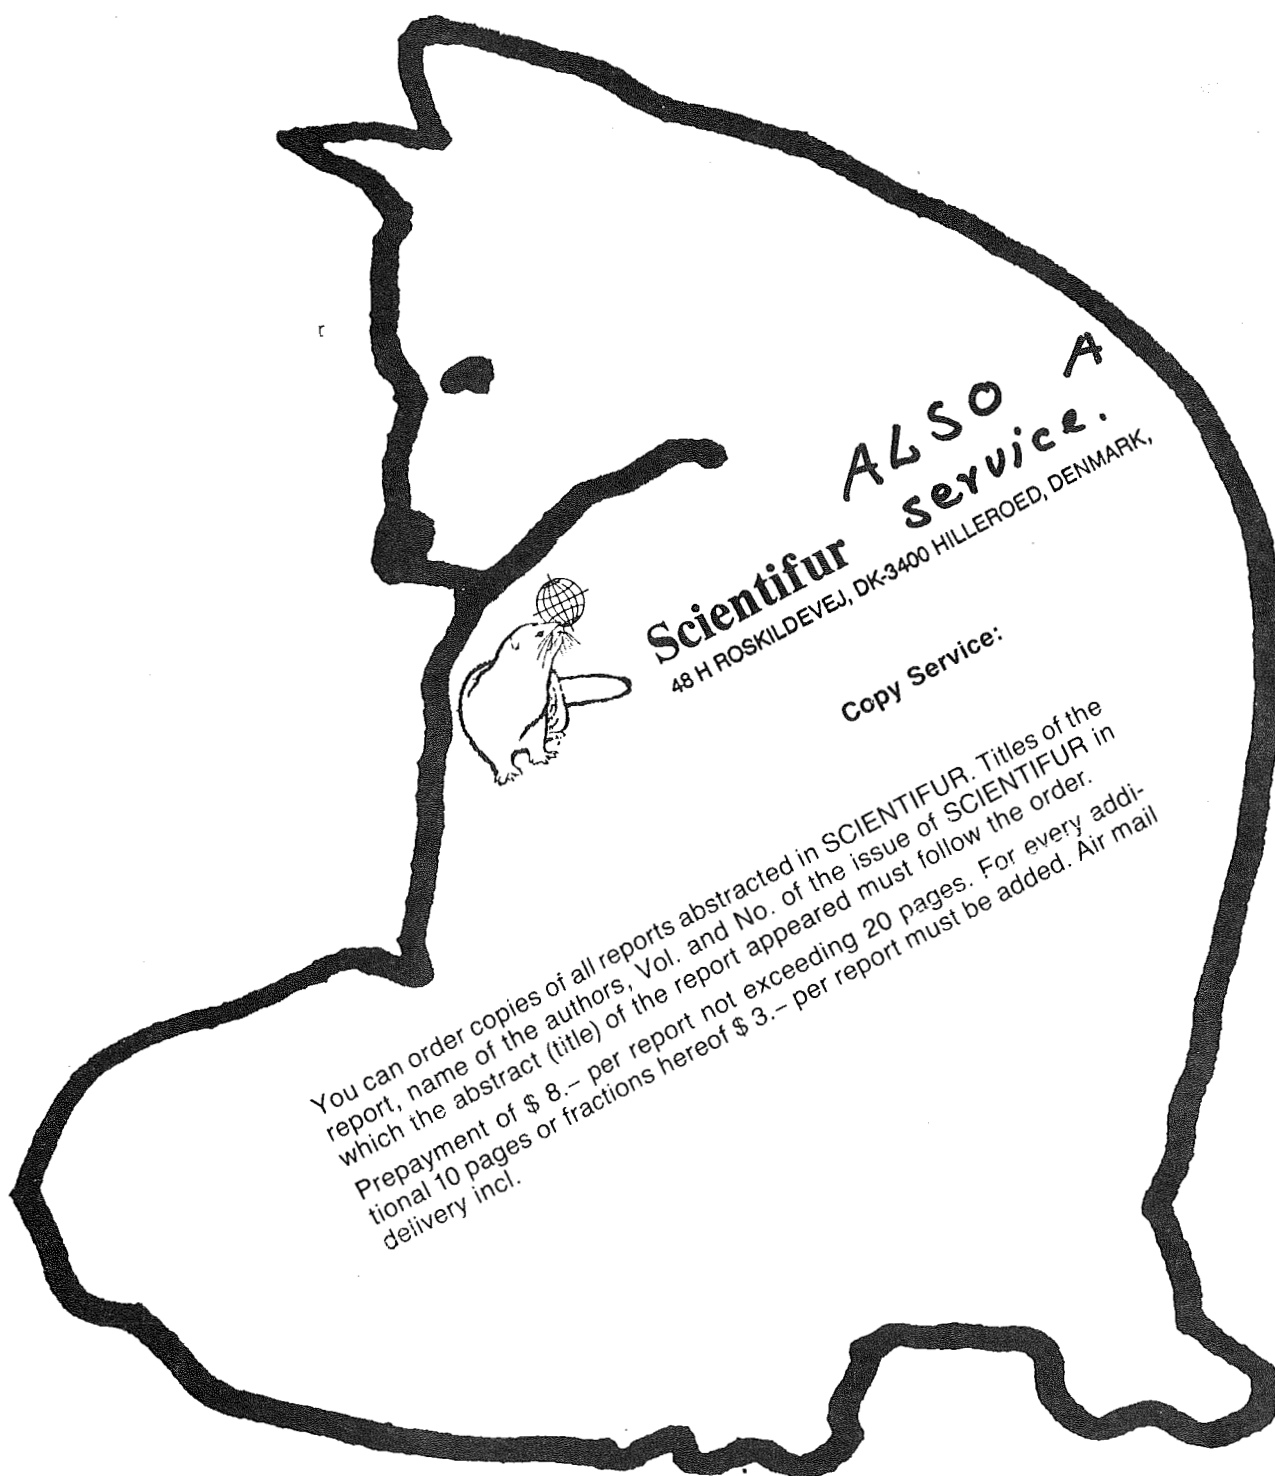 ALSO A
service.
Scientifur
48 H ROSKILDEVEJ, DK-3400 HILLEROED, DENMARK,
Copy Service:
You can order copies of all reports abstracted in SCIENTIFUR. Titles of the
report, name of the authors, Vol. and No. of the issue of SCIENTIFUR in
which the abstract (title) of the report appeared must follow the order.
Prepayment of $ 8.– per report not exceeding 20 pages. For every addi-
tional 10 pages or fractions hereof $ 3.– per report must be added. Air mail
delivery incl.